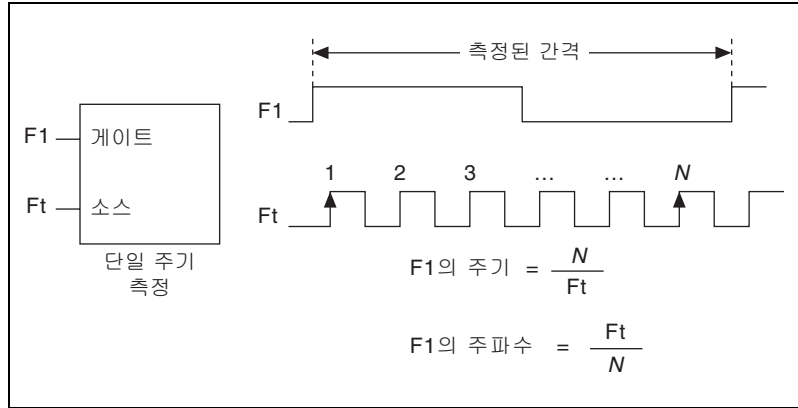 측정된 간격
F1
F1 게이트
1 2 3 … … N
Ft 소스
Ft
단일 주기
측정
F1의 주기 = N
Ft
F1의 주파수 = Ft
N